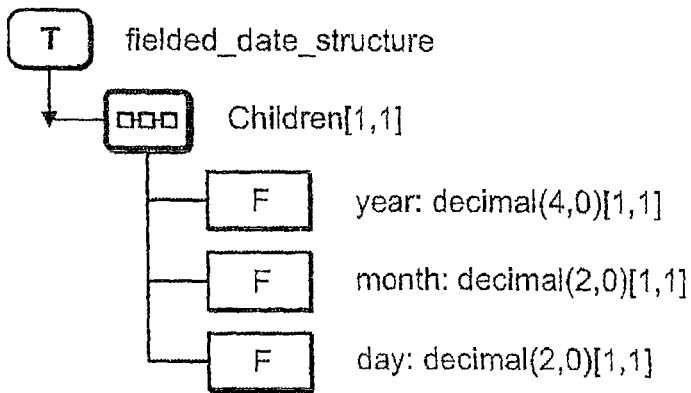 T fielded_date_structure
Children[1,1]
F year: decimal(4,0)[1,1]
F month: decimal(2,0)[1,1]
F day: decimal(2,0)[1,1]